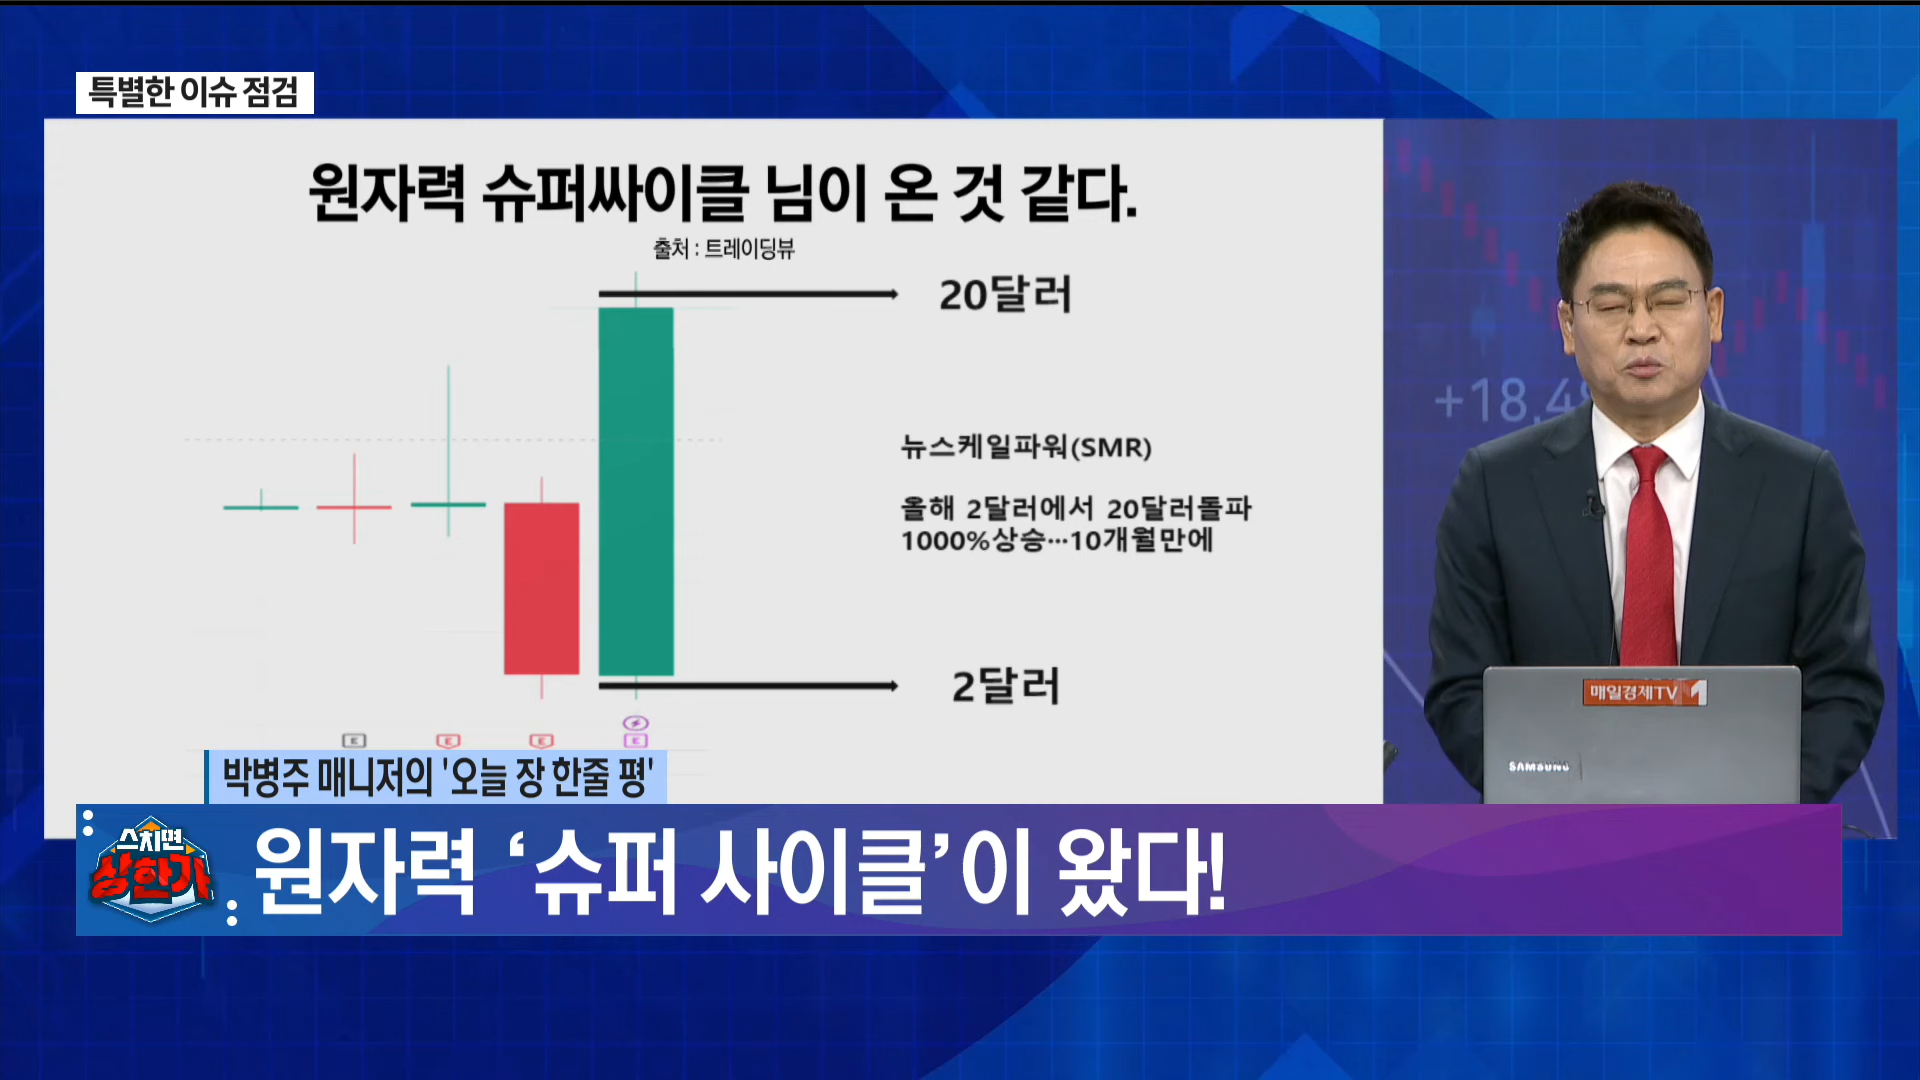 특별한 이슈 점검
원자력 슈퍼싸이클 님이 온 것 같다.
출처 : 트레이딩뷰
20달러
뉴스케일파워(SMR)
올해 2달러에서 20달러돌파
1000%상승···10개월만에
2달러
E E E E
+18.4
매일경제TV 1
SAMSUNG
박병주 매니저의 '오늘 장 한줄 평'
스치면
상한가
원자력 ‘슈퍼 사이클’이 왔다!